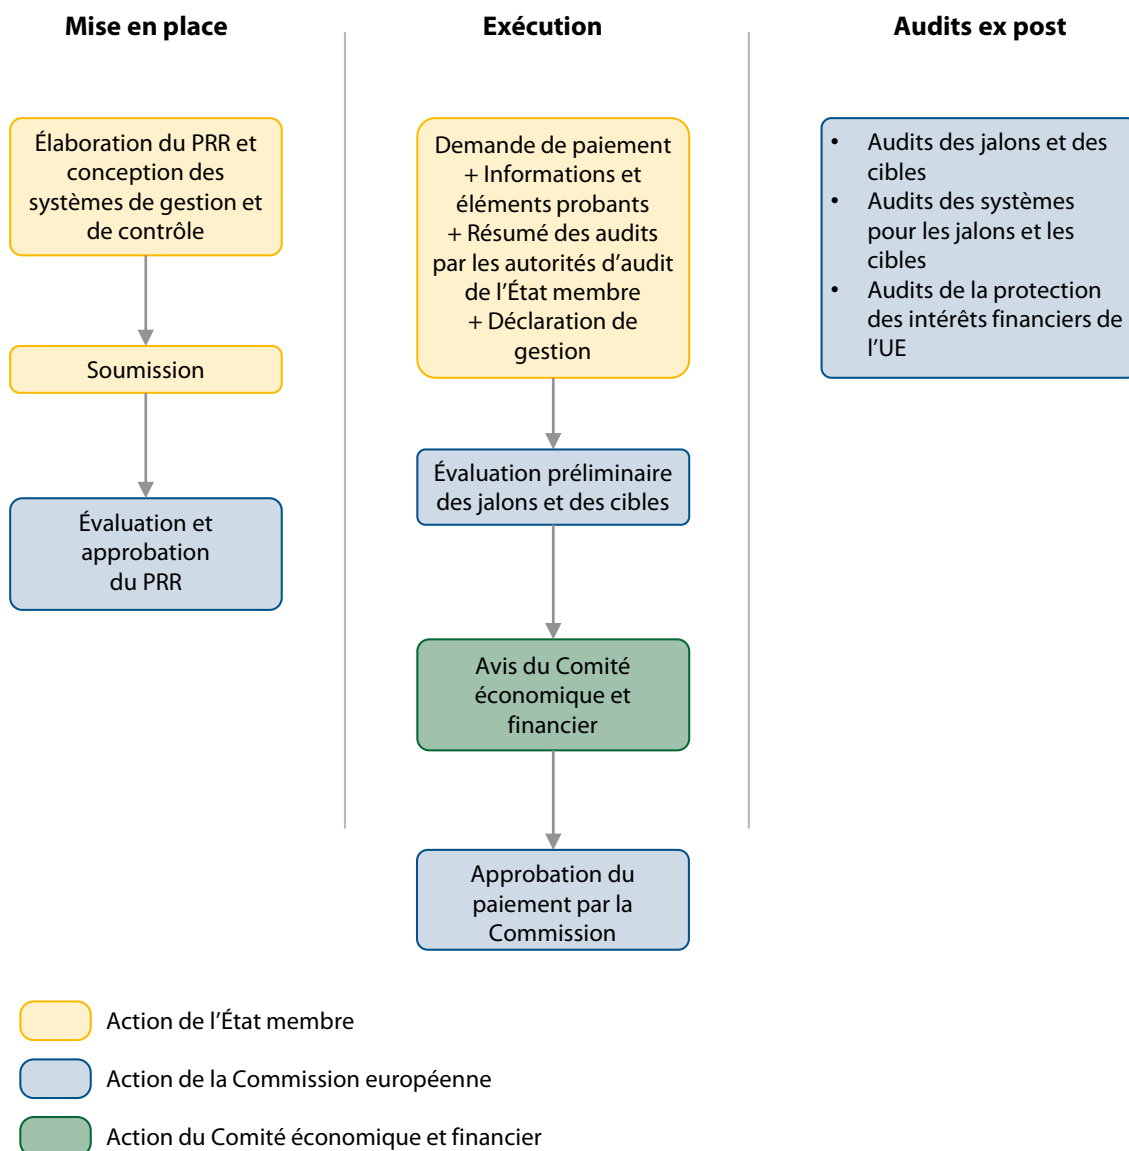 Mise en place
Exécution
Audits ex post
Élaboration du PRR et
conception des
systèmes de gestion et
de contrôle
Soumission
Évaluation et
approbation
du PRR
Demande de paiement
+ Informations et
éléments probants
+ Résumé des audits
par les autorités d’audit
de l’État membre
+ Déclaration de
gestion
Évaluation préliminaire
des jalons et des cibles
Avis du Comité
économique et
financier
Approbation du
paiement par la
Commission
• Audits des jalons et des
cibles
• Audits des systèmes
pour les jalons et les
cibles
• Audits de la protection
des intérêts financiers de
l’UE
Action de l’État membre
Action de la Commission européenne
Action du Comité économique et financier